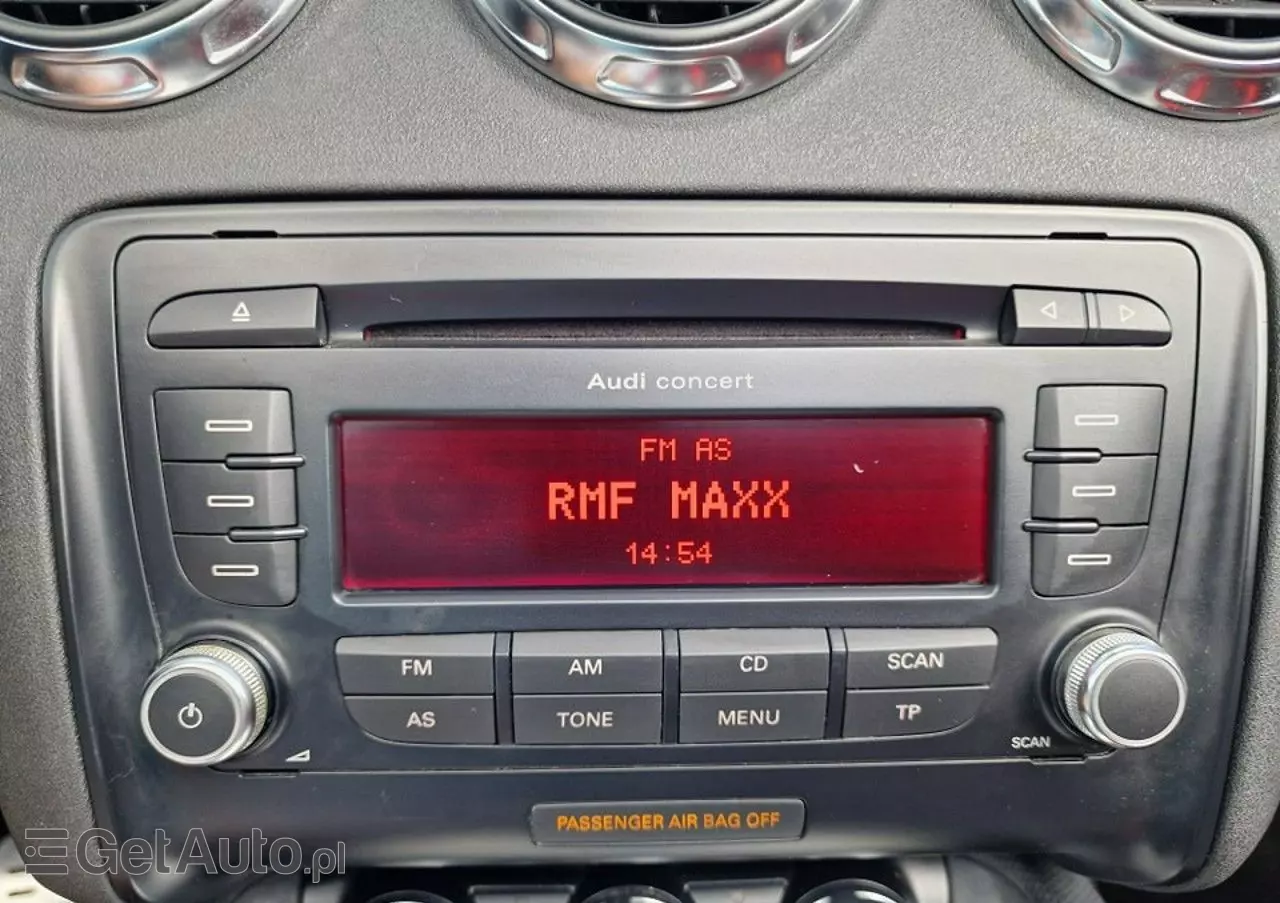 Audi concert
FM AS
RMF MAXX
14:54
FM AM CD SCAN
AS TONE MENU TP
SCAN
PASSENGER AIR BAG OFF
GetAuto.pl